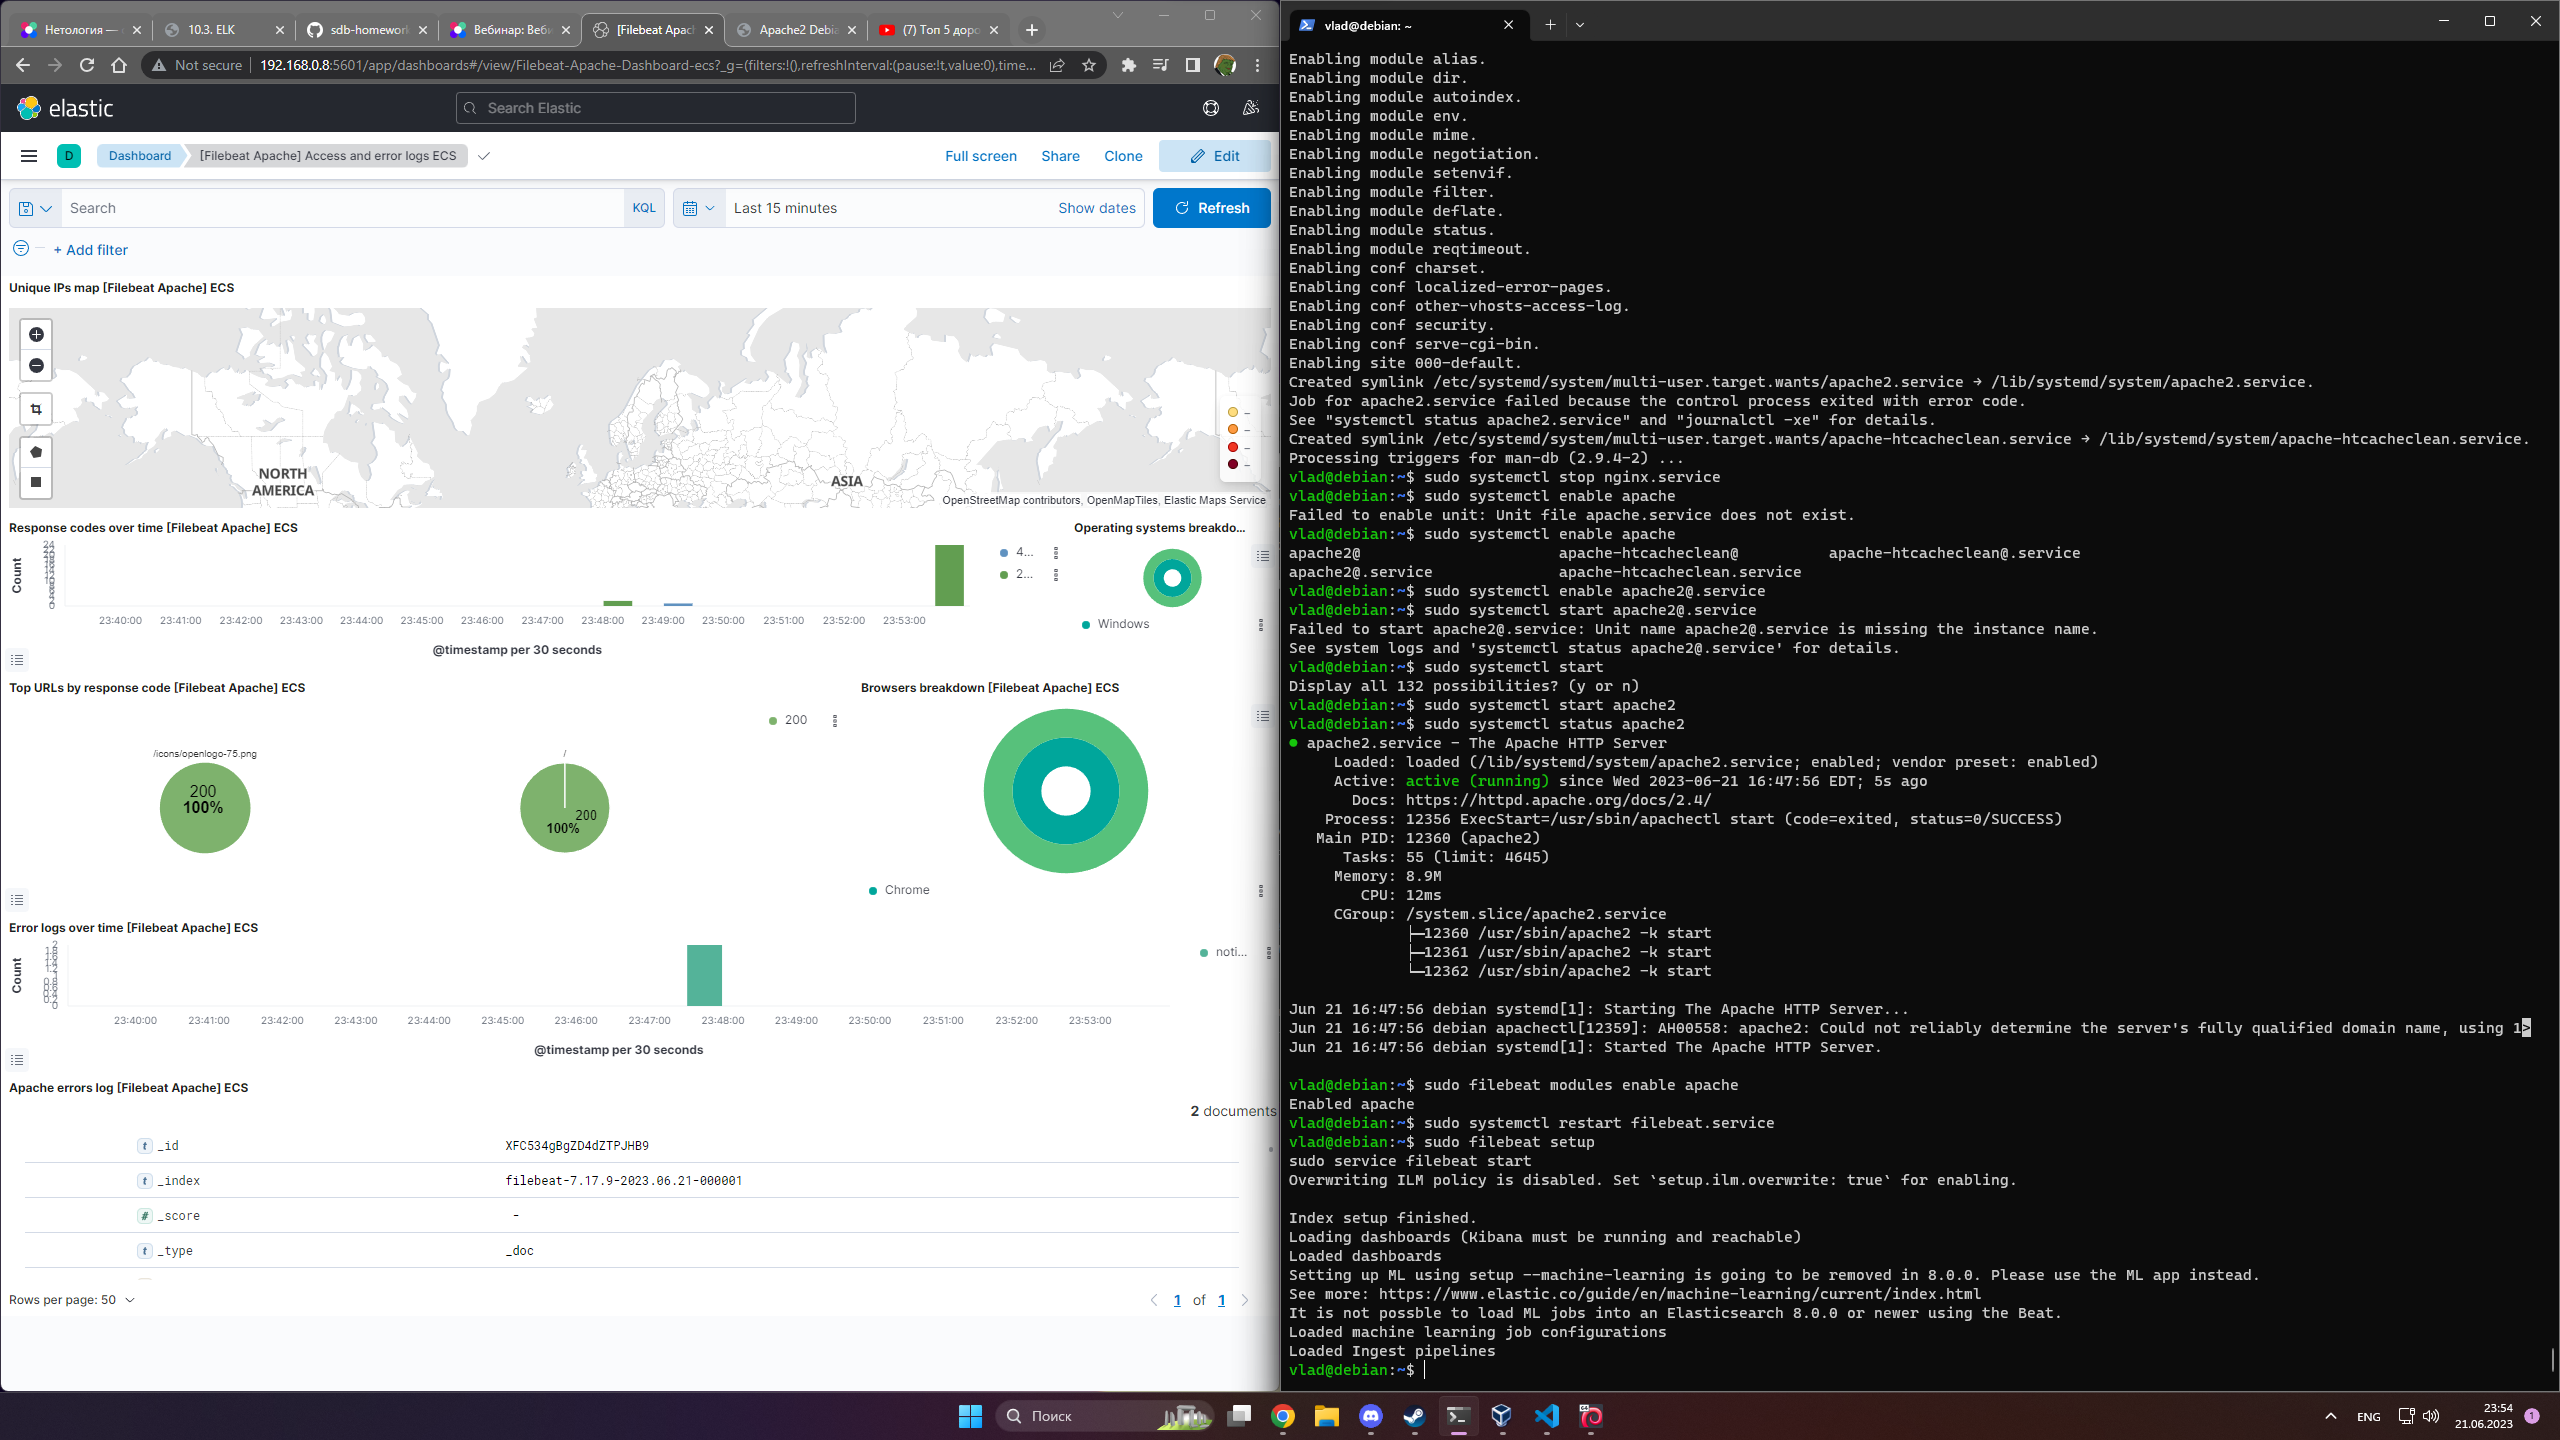 Нетология —
10.3. ELK
sdb-homework
Вебинар: Веби
[Filebeat Apach
Apache2 Debia
(7) Топ 5 доро
Not secure
192.168.0.8:5601/app/dashboards#/view/Filebeat-Apache-Dashboard-ecs?_g=(filters:!(),refreshInterval:(pause:!t,value:0),time...
elastic
Search Elastic
D
Dashboard
[Filebeat Apache] Access and error logs ECS
Full screen
Share
Clone
Edit
Search
KQL
Last 15 minutes
Show dates
Refresh
+ Add filter
Unique IPs map [Filebeat Apache] ECS
NORTH
AMERICA
ASIA
OpenStreetMap contributors, OpenMapTiles, Elastic Maps Service
Response codes over time [Filebeat Apache] ECS
Count
24
22
20
18
16
14
12
10
8
6
4
2
0
4...
2...
23:40:00 23:41:00 23:42:00 23:43:00 23:44:00 23:45:00 23:46:00 23:47:00 23:48:00 23:49:00 23:50:00 23:51:00 23:52:00 23:53:00
@timestamp per 30 seconds
Operating systems breakdo...
Windows
Top URLs by response code [Filebeat Apache] ECS
200
/icons/openlogo-75.png
200
100%
/
200
100%
Browsers breakdown [Filebeat Apache] ECS
Chrome
Error logs over time [Filebeat Apache] ECS
Count
2
1.8
1.6
1.4
1.2
1
0.8
0.6
0.4
0.2
0
noti...
23:40:00 23:41:00 23:42:00 23:43:00 23:44:00 23:45:00 23:46:00 23:47:00 23:48:00 23:49:00 23:50:00 23:51:00 23:52:00 23:53:00
@timestamp per 30 seconds
Apache errors log [Filebeat Apache] ECS
2 documents
t _id XFC534gBgZD4dZTPJHB9
t _index filebeat-7.17.9-2023.06.21-000001
# _score -
t _type _doc
Rows per page: 50
1 of 1
vlad@debian: ~
Enabling module alias.
Enabling module dir.
Enabling module autoindex.
Enabling module env.
Enabling module mime.
Enabling module negotiation.
Enabling module setenvif.
Enabling module filter.
Enabling module deflate.
Enabling module status.
Enabling module reqtimeout.
Enabling conf charset.
Enabling conf localized-error-pages.
Enabling conf other-vhosts-access-log.
Enabling conf security.
Enabling conf serve-cgi-bin.
Enabling site 000-default.
Created symlink /etc/systemd/system/multi-user.target.wants/apache2.service → /lib/systemd/system/apache2.service.
Job for apache2.service failed because the control process exited with error code.
See "systemctl status apache2.service" and "journalctl -xe" for details.
Created symlink /etc/systemd/system/multi-user.target.wants/apache-htcacheclean.service → /lib/systemd/system/apache-htcacheclean.service.
Processing triggers for man-db (2.9.4-2) ...
vlad@debian:~$ sudo systemctl stop nginx.service
vlad@debian:~$ sudo systemctl enable apache
Failed to enable unit: Unit file apache.service does not exist.
vlad@debian:~$ sudo systemctl enable apache
apache2@ apache-htcacheclean@ apache-htcacheclean@.service
apache2@.service apache-htcacheclean.service
vlad@debian:~$ sudo systemctl enable apache2@.service
vlad@debian:~$ sudo systemctl start apache2@.service
Failed to start apache2@.service: Unit name apache2@.service is missing the instance name.
See system logs and 'systemctl status apache2@.service' for details.
vlad@debian:~$ sudo systemctl start
Display all 132 possibilities? (y or n)
vlad@debian:~$ sudo systemctl start apache2
vlad@debian:~$ sudo systemctl status apache2
● apache2.service - The Apache HTTP Server
Loaded: loaded (/lib/systemd/system/apache2.service; enabled; vendor preset: enabled)
Active: active (running) since Wed 2023-06-21 16:47:56 EDT; 5s ago
Docs: https://httpd.apache.org/docs/2.4/
Process: 12356 ExecStart=/usr/sbin/apachectl start (code=exited, status=0/SUCCESS)
Main PID: 12360 (apache2)
Tasks: 55 (limit: 4645)
Memory: 8.9M
CPU: 12ms
CGroup: /system.slice/apache2.service
├─12360 /usr/sbin/apache2 -k start
├─12361 /usr/sbin/apache2 -k start
└─12362 /usr/sbin/apache2 -k start
Jun 21 16:47:56 debian systemd[1]: Starting The Apache HTTP Server...
Jun 21 16:47:56 debian apachectl[12359]: AH00558: apache2: Could not reliably determine the server's fully qualified domain name, using 1>
Jun 21 16:47:56 debian systemd[1]: Started The Apache HTTP Server.
vlad@debian:~$ sudo filebeat modules enable apache
Enabled apache
vlad@debian:~$ sudo systemctl restart filebeat.service
vlad@debian:~$ sudo filebeat setup
sudo service filebeat start
Overwriting ILM policy is disabled. Set `setup.ilm.overwrite: true` for enabling.
Index setup finished.
Loading dashboards (Kibana must be running and reachable)
Loaded dashboards
Setting up ML using setup --machine-learning is going to be removed in 8.0.0. Please use the ML app instead.
See more: https://www.elastic.co/guide/en/machine-learning/current/index.html
It is not possble to load ML jobs into an Elasticsearch 8.0.0 or newer using the Beat.
Loaded machine learning job configurations
Loaded Ingest pipelines
vlad@debian:~$
Поиск
ENG
23:54
21.06.2023
1